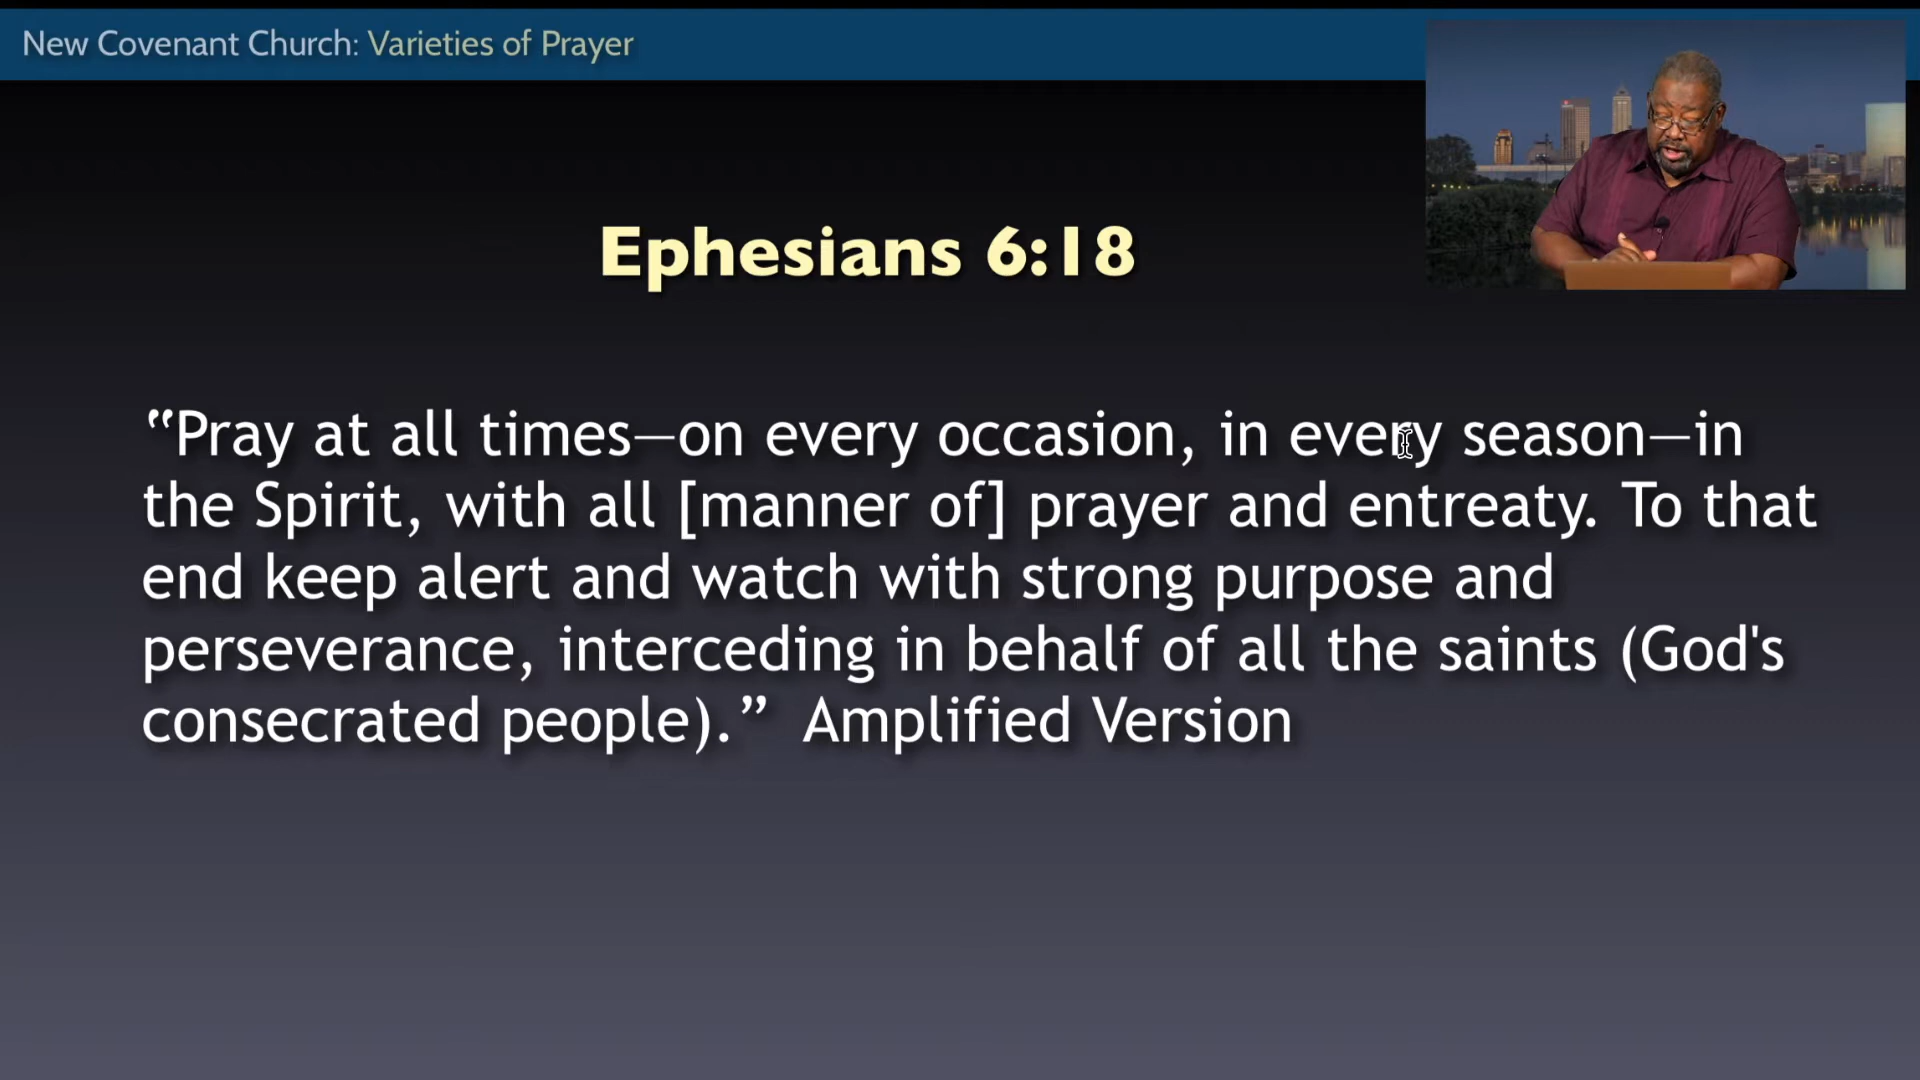 New Covenant Church: Varieties of Prayer
Ephesians 6:18
“Pray at all times—on every occasion, in every season—in
the Spirit, with all [manner of] prayer and entreaty. To that
end keep alert and watch with strong purpose and
perseverance, interceding in behalf of all the saints (God's
consecrated people).” Amplified Version